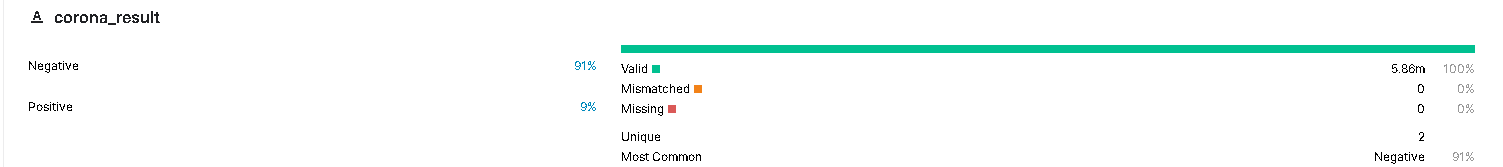 A corona_result
Negative 91%
Positive 9%
Valid 5.86m 100%
Mismatched 0 0%
Missing 0 0%
Unique 2
Most Common Negative 91%